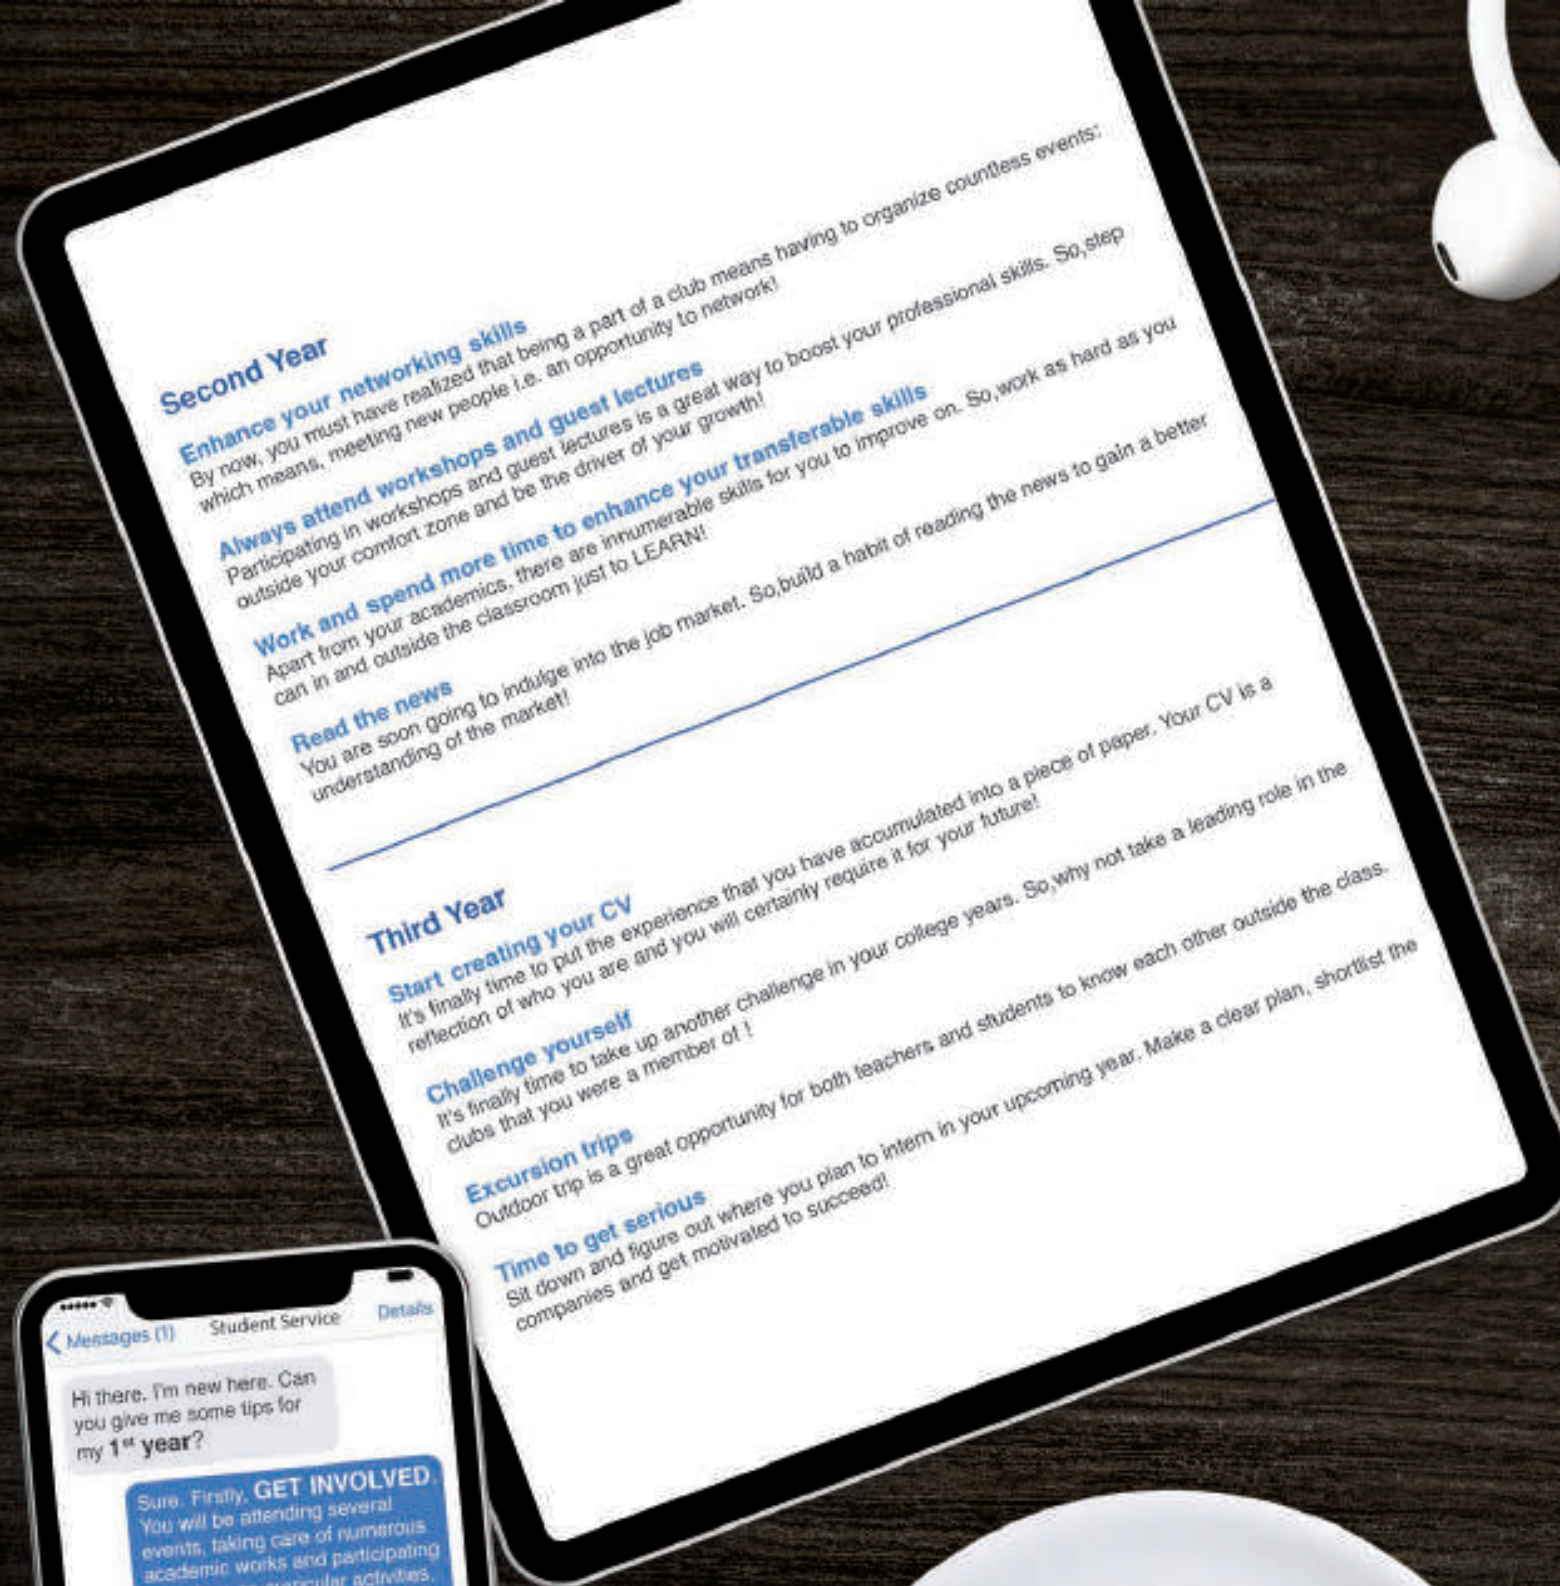 Second Year
Enhance your networking skills
By now, you must have realized that being a part of a club means having to organize countless events:
which means, meeting new people i.e. an opportunity to network!
Always attend workshops and guest lectures
Participating in workshops and guest lectures is a great way to boost your professional skills. So,step
outside your comfort zone and be the driver of your growth!
Work and spend more time to enhance your transferable skills
Apart from your academics, there are innumerable skills for you to improve on. So,work as hard as you
can in and outside the classroom just to LEARN!
Read the news
You are soon going to indulge into the job market. So,build a habit of reading the news to gain a better
understanding of the market!
Third Year
Start creating your CV
It's finally time to put the experience that you have accumulated into a piece of paper. Your CV is a
reflection of who you are and you will certainly require it for your future!
Challenge yourself
It's finally time to take up another challenge in your college years. So,why not take a leading role in the
clubs that you were a member of !
Excursion trips
Outdoor trip is a great opportunity for both teachers and students to know each other outside the class.
Time to get serious
Sit down and figure out where you plan to intern in your upcoming year. Make a clear plan, shortlist the
companies and get motivated to succeed!
Messages (1) Student Service Details
Hi there. I'm new here. Can
you give me some tips for
my 1st year?
Sure. Firstly, GET INVOLVED.
You will be attending several
events, taking care of numerous
academic works and participating
activities.